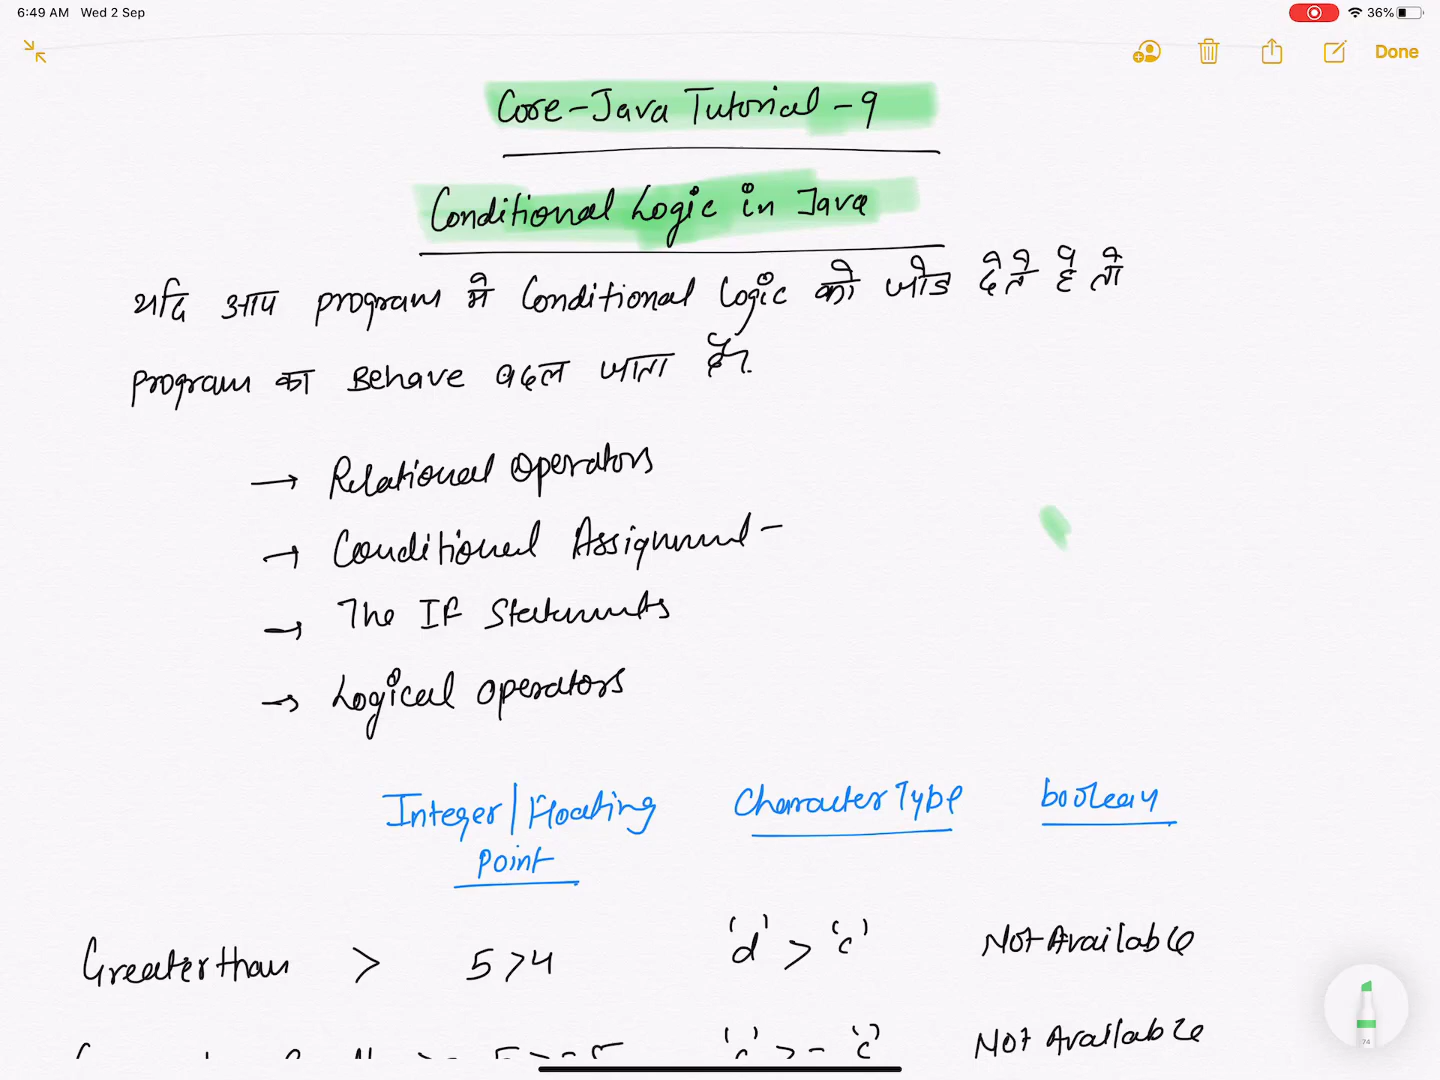 6:49 AM Wed 2 Sep
36%
Done
Core-Java Tutorial - 9
Conditional Logic in Java
यदि आप program मे Conditional Logic को जोड देते है तो
program का Behave बदल जाता है.
→ Relational Operators
→ Conditional Assignment
→ The IF Statements
→ Logical Operators
Integer/Floating Character Type boolean
Point
Greater than > 5>4 'd' > 'c' Not Available
'c' >= 'c' Not Available
74